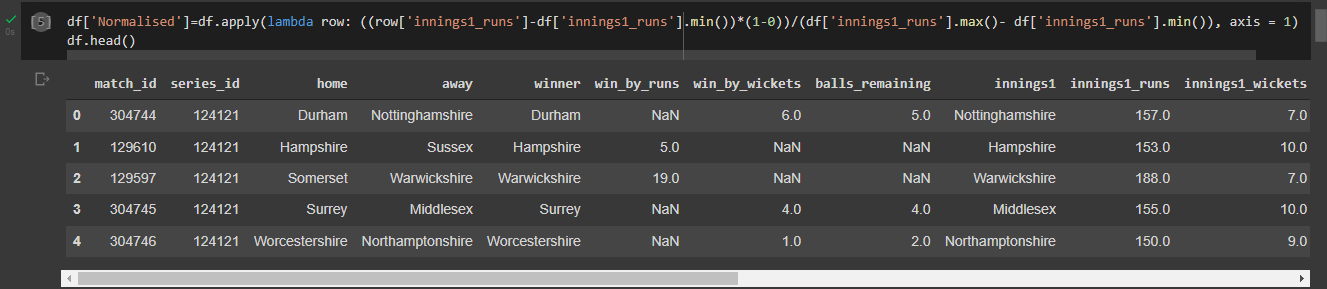 [5] df['Normalised']=df.apply(lambda row: ((row['innings1_runs']-df['innings1_runs'].min())*(1-0))/(df['innings1_runs'].max()- df['innings1_runs'].min()), axis = 1)
0s df.head()
match_id series_id home away winner win_by_runs win_by_wickets balls_remaining innings1 innings1_runs innings1_wickets
0 304744 124121 Durham Nottinghamshire Durham NaN 6.0 5.0 Nottinghamshire 157.0 7.0
1 129610 124121 Hampshire Sussex Hampshire 5.0 NaN NaN Hampshire 153.0 10.0
2 129597 124121 Somerset Warwickshire Warwickshire 19.0 NaN NaN Warwickshire 188.0 7.0
3 304745 124121 Surrey Middlesex Surrey NaN 4.0 4.0 Middlesex 155.0 10.0
4 304746 124121 Worcestershire Northamptonshire Worcestershire NaN 1.0 2.0 Northamptonshire 150.0 9.0